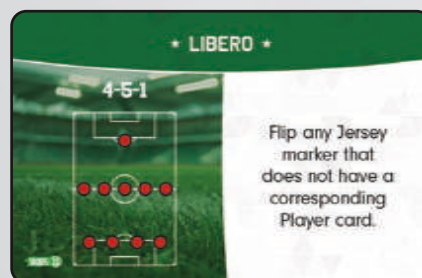 ★ LIBERO ★
4-5-1
Flip any Jersey
marker that
does not have a
corresponding
Player card.